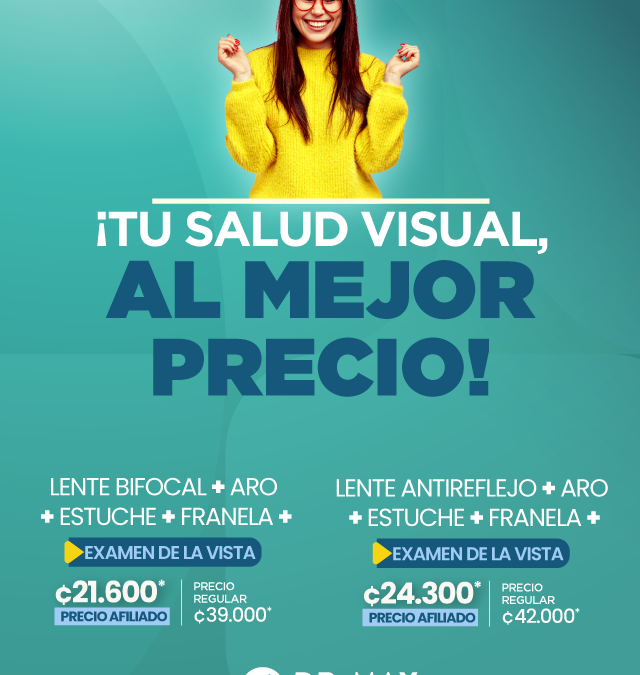 ¡TU SALUD VISUAL,
AL MEJOR
PRECIO!
LENTE BIFOCAL + ARO
+ ESTUCHE + FRANELA +
EXAMEN DE LA VISTA
₡21.600*
PRECIO AFILIADO
PRECIO
REGULAR
₡39.000*
LENTE ANTIREFLEJO + ARO
+ ESTUCHE + FRANELA +
EXAMEN DE LA VISTA
₡24.300*
PRECIO AFILIADO
PRECIO
REGULAR
₡42.000*